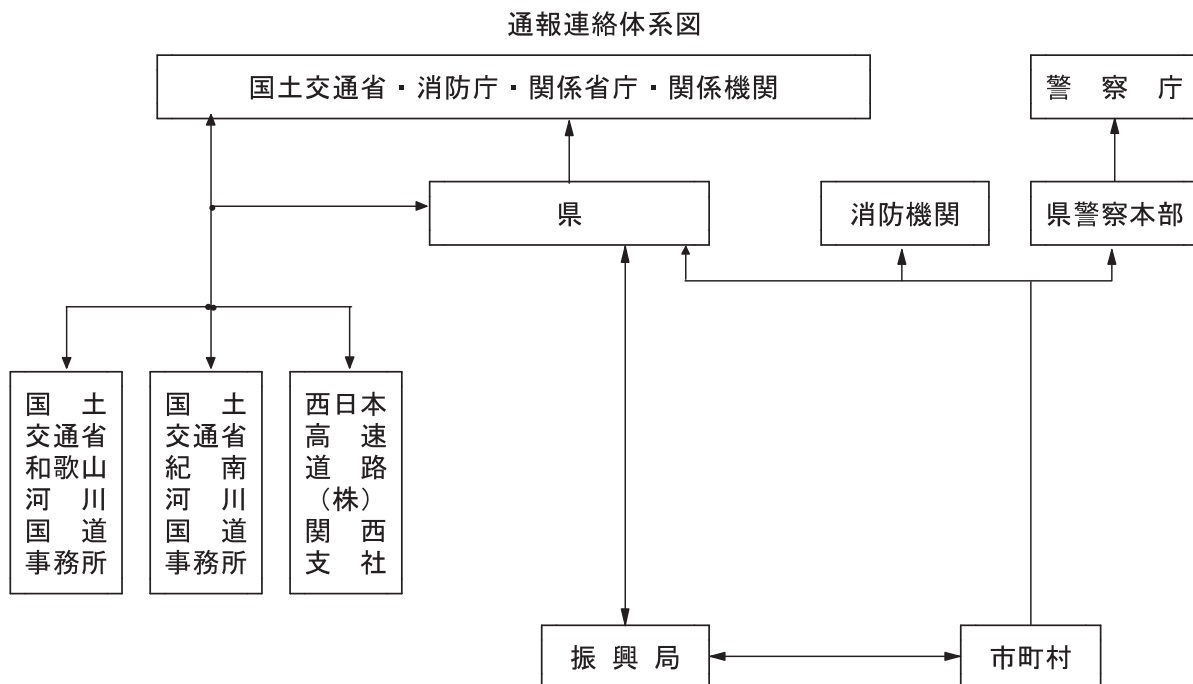 通報連絡体系図
国土交通省・消防庁・関係省庁・関係機関
警察庁
県
消防機関
県警察本部
国土
交通省
和歌山
河川
国道
事務所
国土
交通省
紀南
河川
国道
事務所
西日本
高速
道路
（株）
関西
支社
振興局
市町村